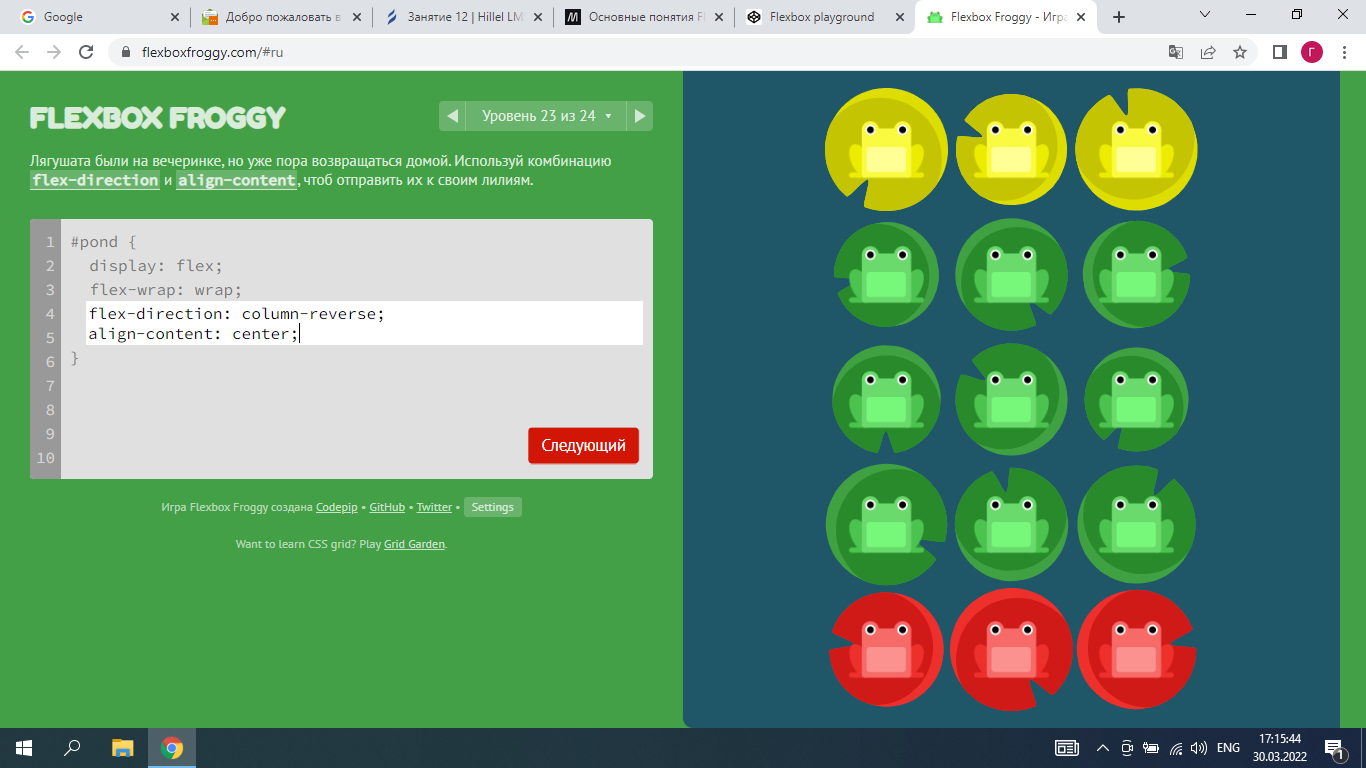 Google
Добро пожаловать в
Занятие 12 | Hillel LM
Основные понятия Fl
Flexbox playground
Flexbox Froggy - Игра
flexboxfroggy.com/#ru
Г
FLEXBOX FROGGY
Уровень 23 из 24
Лягушата были на вечеринке, но уже пора возвращаться домой. Используй комбинацию
flex-direction и align-content, чтоб отправить их к своим лилиям.
1 #pond {
2 display: flex;
3 flex-wrap: wrap;
4 flex-direction: column-reverse;
5 align-content: center;
6 }
7
8
9
10
Следующий
Игра Flexbox Froggy создана Codepip • GitHub • Twitter • Settings
Want to learn CSS grid? Play Grid Garden.
ENG
17:15:44
30.03.2022
1